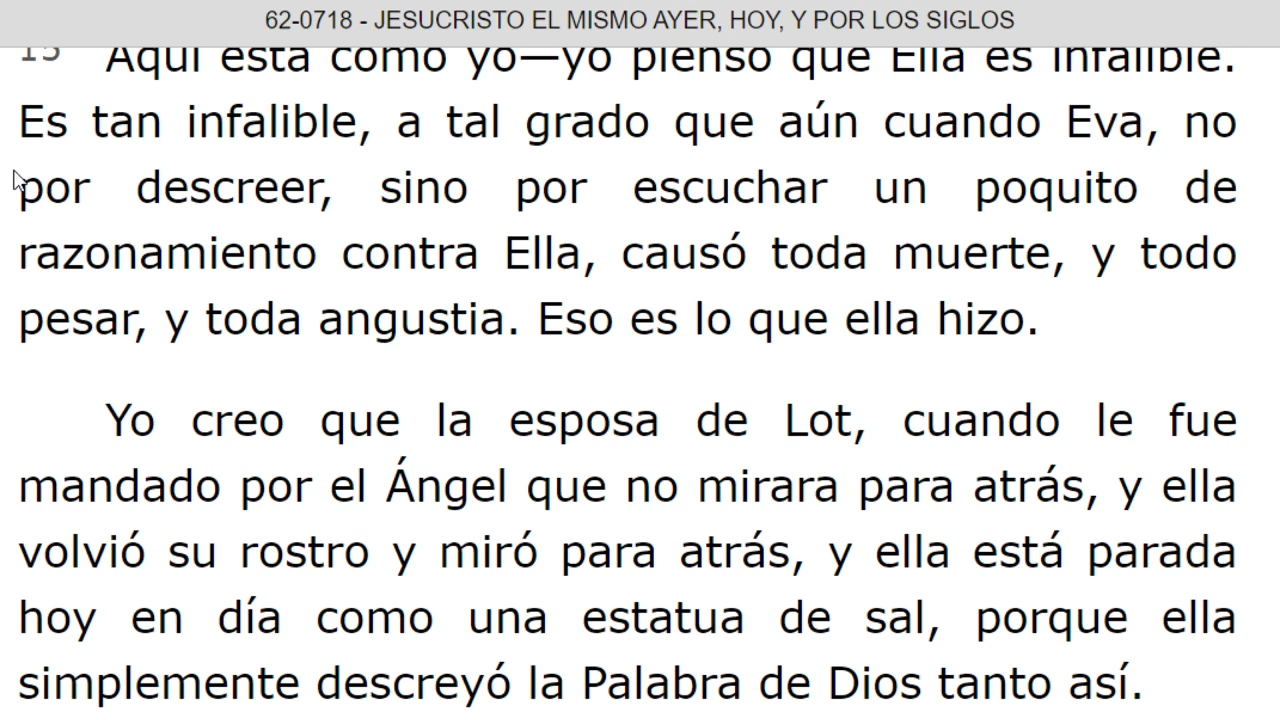 62-0718 - JESUCRISTO EL MISMO AYER, HOY, Y POR LOS SIGLOS
15 Aquí está como yo—yo pienso que Ella es infalible.
Es tan infalible, a tal grado que aún cuando Eva, no
por descreer, sino por escuchar un poquito de
razonamiento contra Ella, causó toda muerte, y todo
pesar, y toda angustia. Eso es lo que ella hizo.
Yo creo que la esposa de Lot, cuando le fue
mandado por el Ángel que no mirara para atrás, y ella
volvió su rostro y miró para atrás, y ella está parada
hoy en día como una estatua de sal, porque ella
simplemente descreyó la Palabra de Dios tanto así.